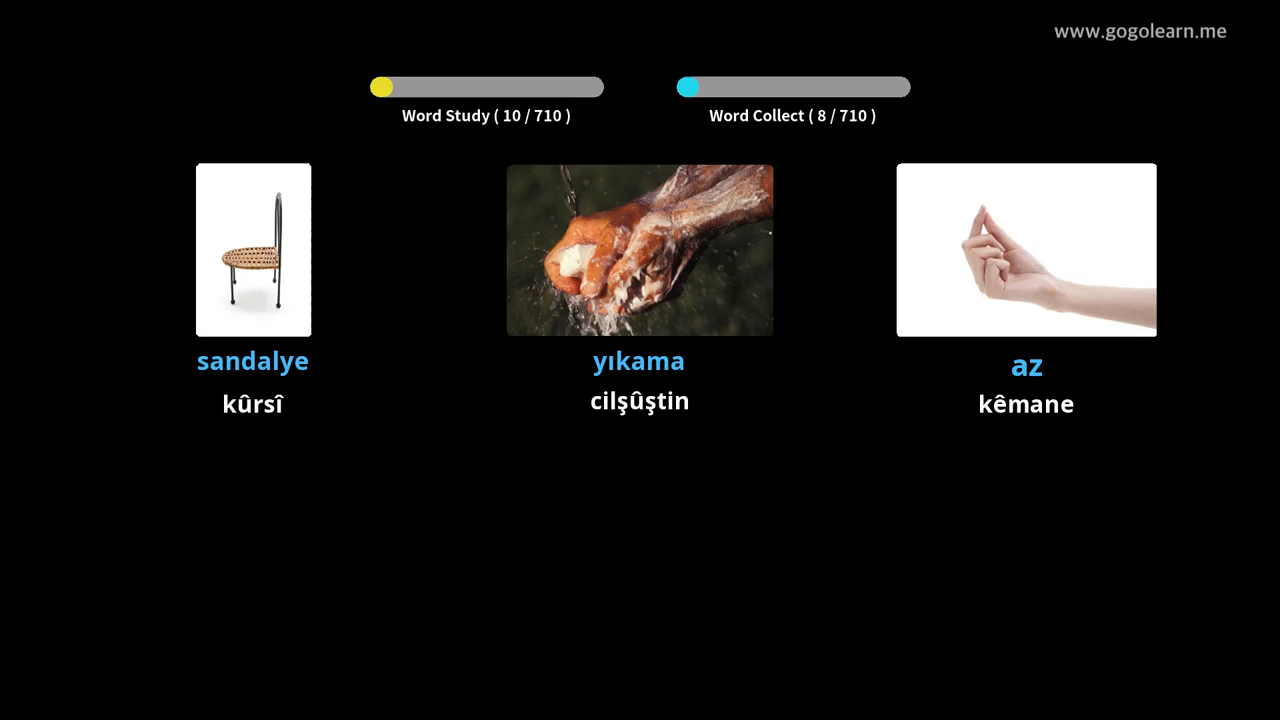 www.gogolearn.me
Word Study ( 10 / 710 )
Word Collect ( 8 / 710 )
sandalye
kûrsî
yıkama
cilşûştin
az
kêmane